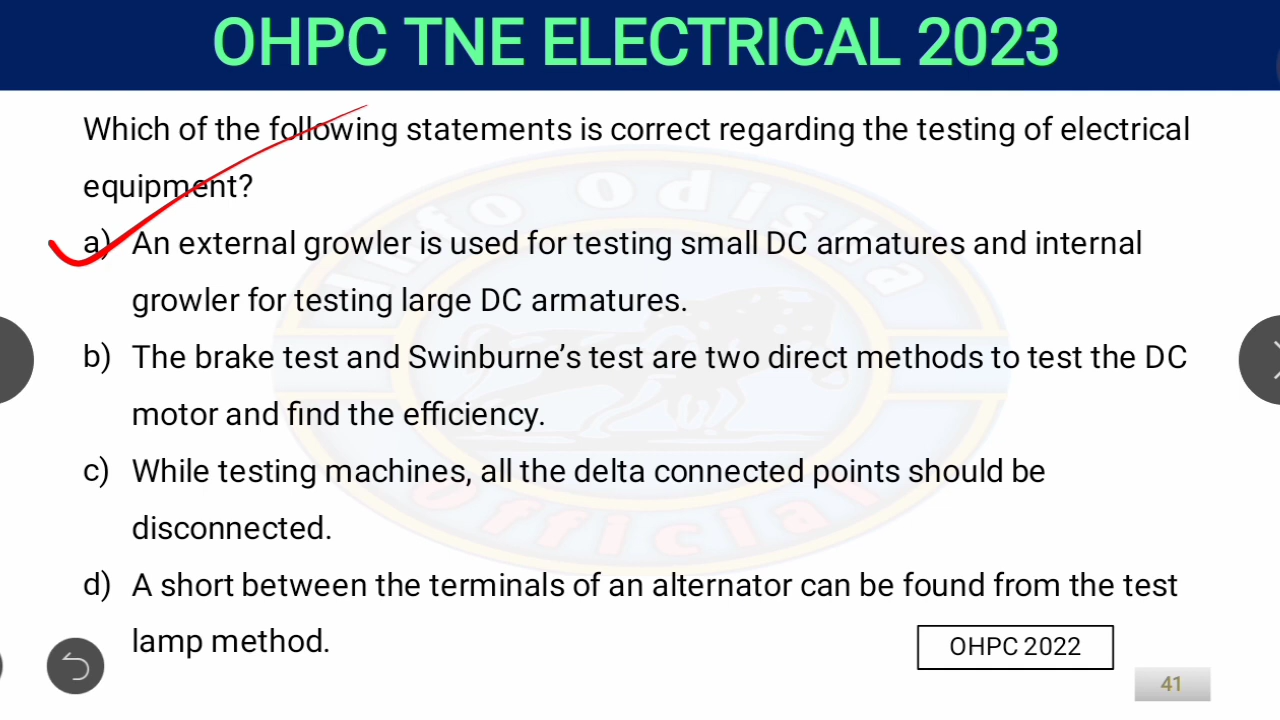 OHPC TNE ELECTRICAL 2023
Which of the following statements is correct regarding the testing of electrical
equipment?
a) An external growler is used for testing small DC armatures and internal
growler for testing large DC armatures.
b) The brake test and Swinburne’s test are two direct methods to test the DC
motor and find the efficiency.
c) While testing machines, all the delta connected points should be
disconnected.
d) A short between the terminals of an alternator can be found from the test
lamp method.
OHPC 2022
41
Info Odisha
Official